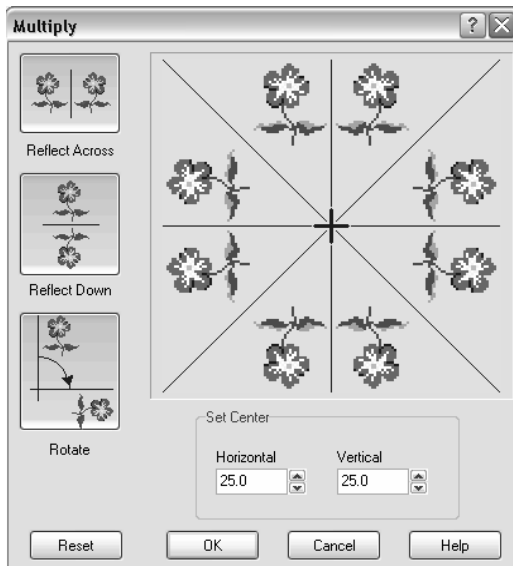 Multiply
Reflect Across
Reflect Down
Rotate
Set Center
Horizontal Vertical
25.0 25.0
Reset OK Cancel Help